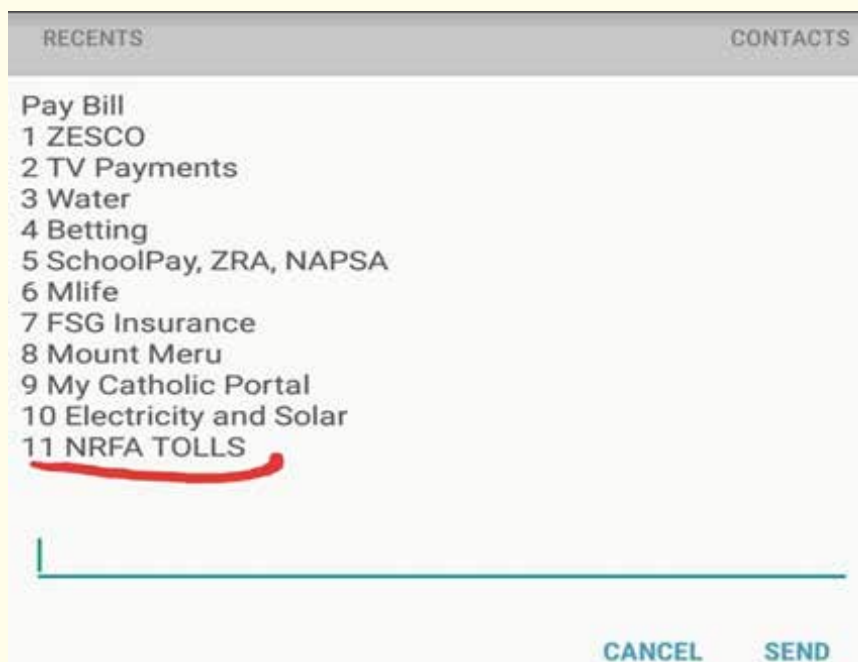 RECENTS CONTACTS
Pay Bill
1 ZESCO
2 TV Payments
3 Water
4 Betting
5 SchoolPay, ZRA, NAPSA
6 Mlife
7 FSG Insurance
8 Mount Meru
9 My Catholic Portal
10 Electricity and Solar
11 NRFA TOLLS
CANCEL SEND